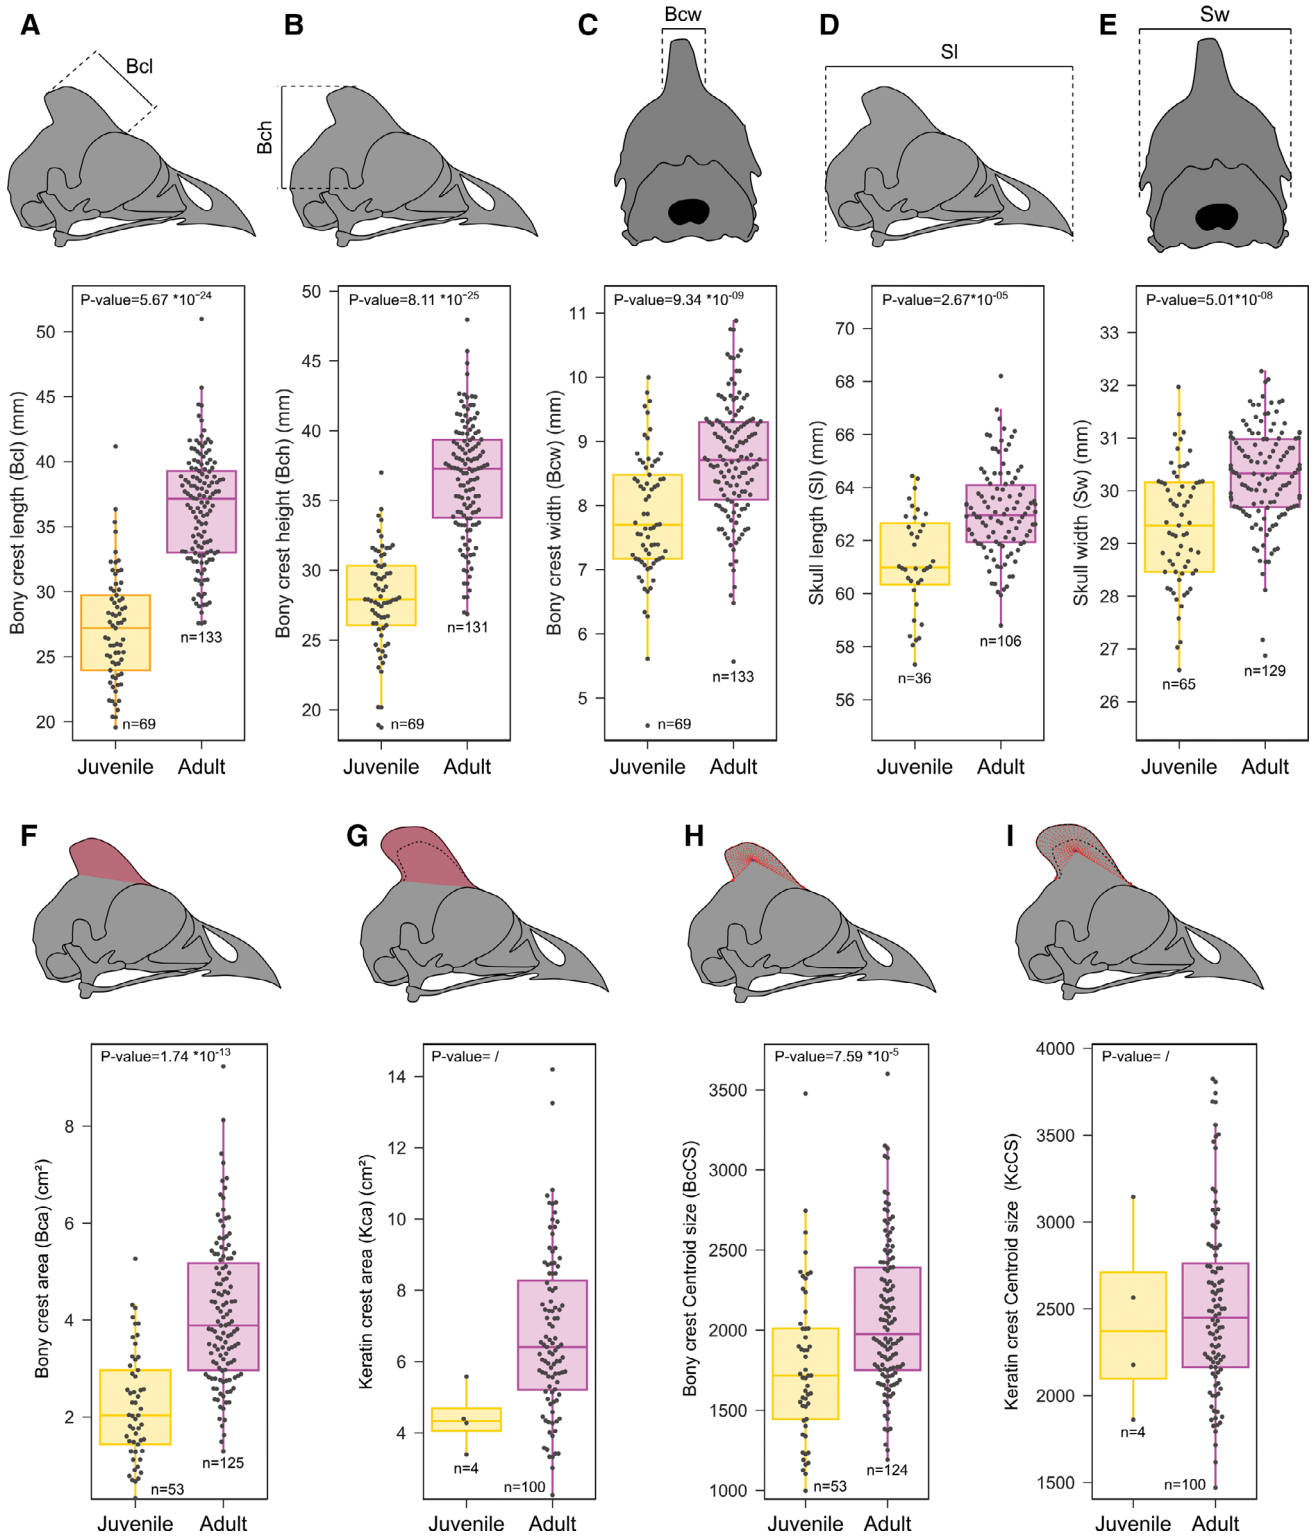 A
B
C
D
E
Bcl
Bch
Bcw
Sl
Sw
P-value=5.67 *10⁻²⁴
Bony crest length (Bcl) (mm)
50
45
40
35
30
25
20
n=69
n=133
Juvenile
Adult
P-value=8.11 *10⁻²⁵
Bony crest height (Bch) (mm)
50
45
40
35
30
25
20
n=69
n=131
Juvenile
Adult
P-value=9.34 *10⁻⁰⁹
Bony crest width (Bcw) (mm)
11
10
9
8
7
6
5
n=69
n=133
Juvenile
Adult
P-value=2.67*10⁻⁰⁵
Skull length (Sl) (mm)
70
68
66
64
62
60
58
56
n=36
n=106
Juvenile
Adult
P-value=5.01*10⁻⁰⁸
Skull width (Sw) (mm)
33
32
31
30
29
28
27
26
n=65
n=129
Juvenile
Adult
F
G
H
I
P-value=1.74 *10⁻¹³
Bony crest area (Bca) (cm²)
8
6
4
2
n=53
n=125
Juvenile
Adult
P-value= /
Keratin crest area (Kca) (cm²)
14
12
10
8
6
4
n=4
n=100
Juvenile
Adult
P-value=7.59 *10⁻⁵
Bony crest Centroid size (BcCS)
3500
3000
2500
2000
1500
1000
n=53
n=124
Juvenile
Adult
P-value= /
Keratin crest Centroid size (KcCS)
4000
3500
3000
2500
2000
1500
n=4
n=100
Juvenile
Adult